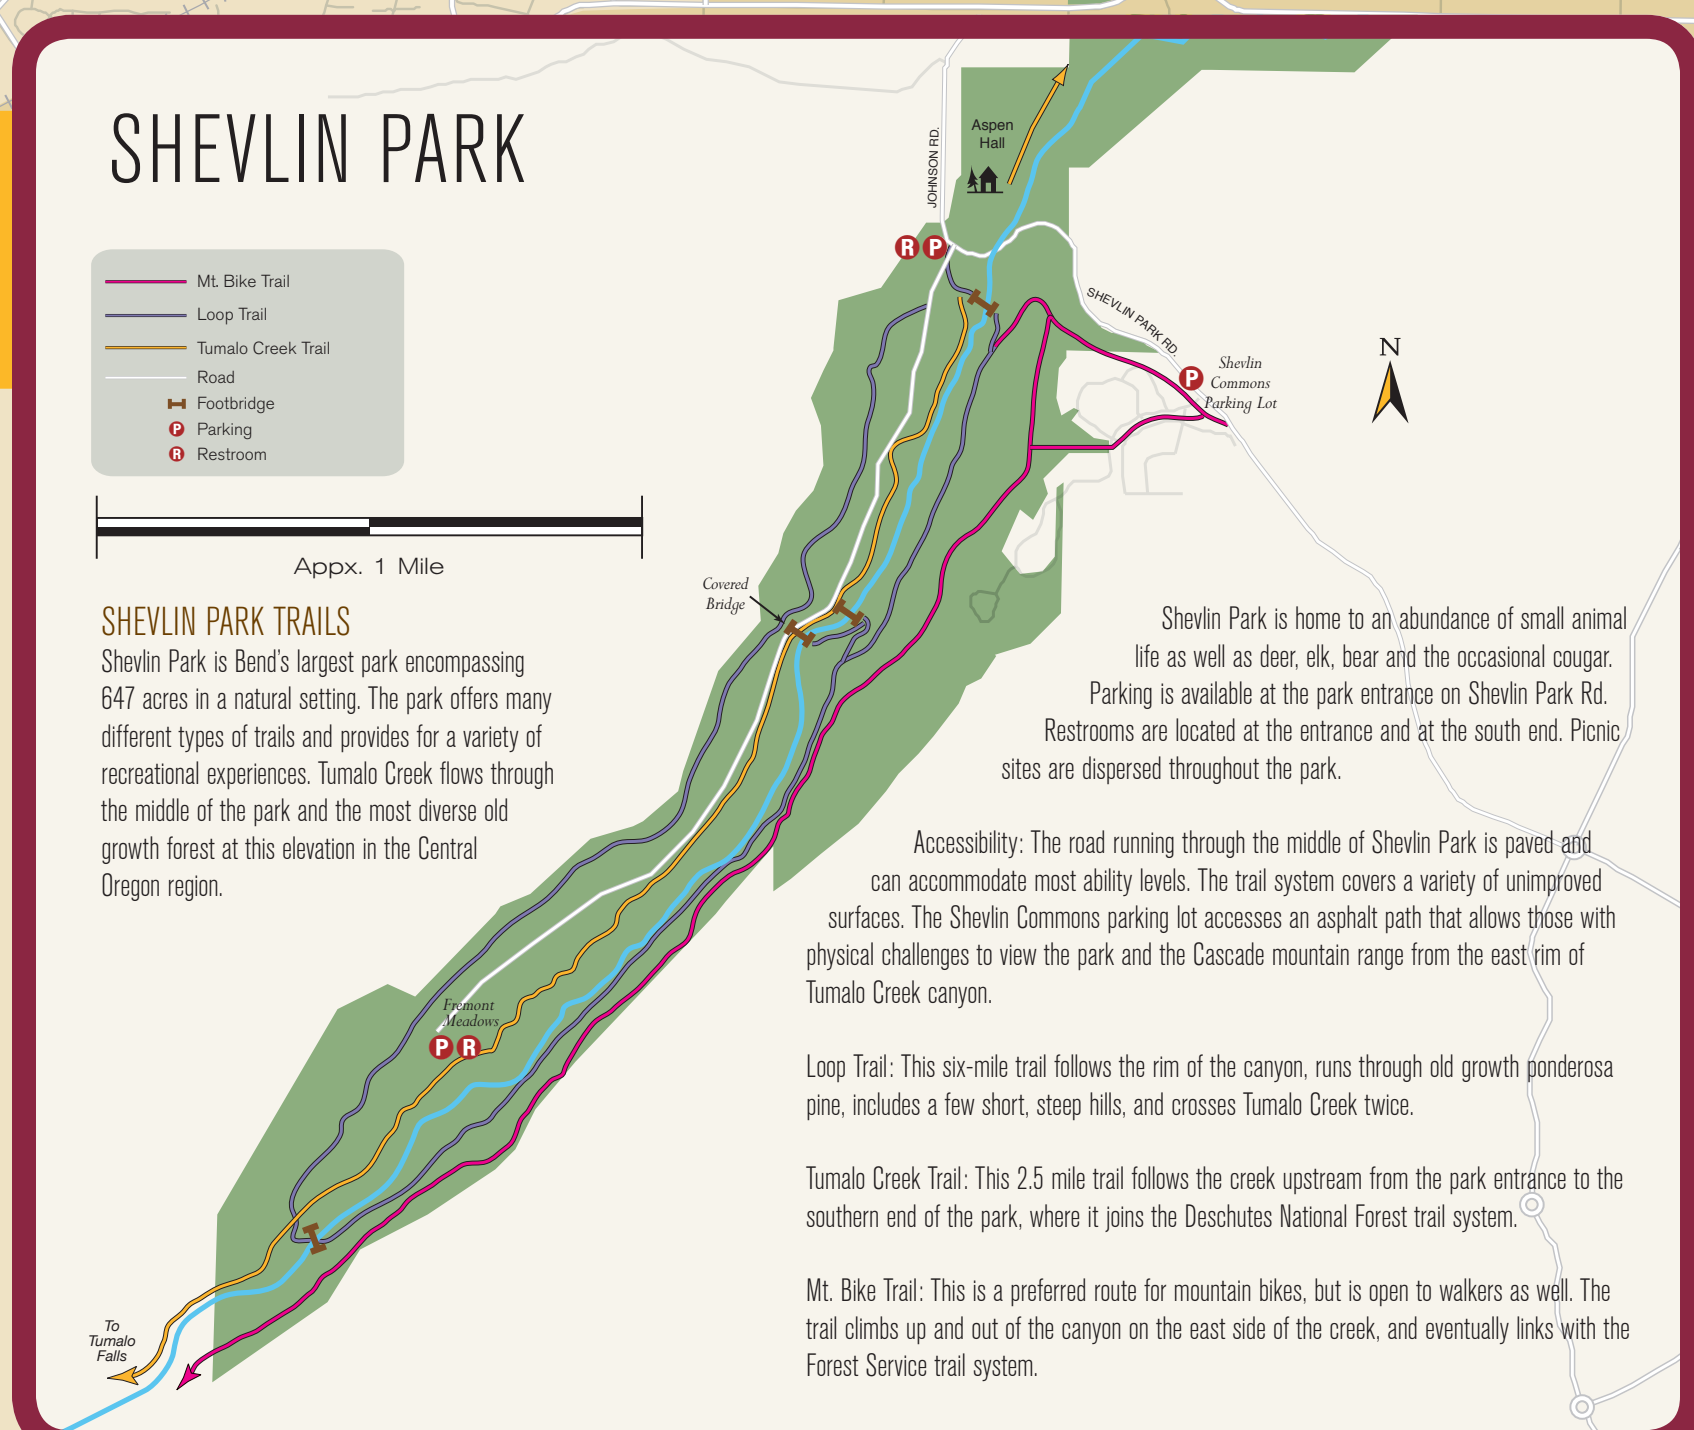 SHEVLIN PARK
Mt. Bike Trail
Loop Trail
Tumalo Creek Trail
Road
Footbridge
P Parking
R Restroom
Appx. 1 Mile
SHEVLIN PARK TRAILS
Shevlin Park is Bend's largest park encompassing
647 acres in a natural setting. The park offers many
different types of trails and provides for a variety of
recreational experiences. Tumalo Creek flows through
the middle of the park and the most diverse old
growth forest at this elevation in the Central
Oregon region.
JOHNSON RD.
Aspen
Hall
R P
SHEVLIN PARK RD.
P
Shevlin
Commons
Parking Lot
N
Covered
Bridge
Fremont
Meadows
P R
To
Tumalo
Falls
Shevlin Park is home to an abundance of small animal
life as well as deer, elk, bear and the occasional cougar.
Parking is available at the park entrance on Shevlin Park Rd.
Restrooms are located at the entrance and at the south end. Picnic
sites are dispersed throughout the park.
Accessibility: The road running through the middle of Shevlin Park is paved and
can accommodate most ability levels. The trail system covers a variety of unimproved
surfaces. The Shevlin Commons parking lot accesses an asphalt path that allows those with
physical challenges to view the park and the Cascade mountain range from the east rim of
Tumalo Creek canyon.
Loop Trail: This six-mile trail follows the rim of the canyon, runs through old growth ponderosa
pine, includes a few short, steep hills, and crosses Tumalo Creek twice.
Tumalo Creek Trail: This 2.5 mile trail follows the creek upstream from the park entrance to the
southern end of the park, where it joins the Deschutes National Forest trail system.
Mt. Bike Trail: This is a preferred route for mountain bikes, but is open to walkers as well. The
trail climbs up and out of the canyon on the east side of the creek, and eventually links with the
Forest Service trail system.